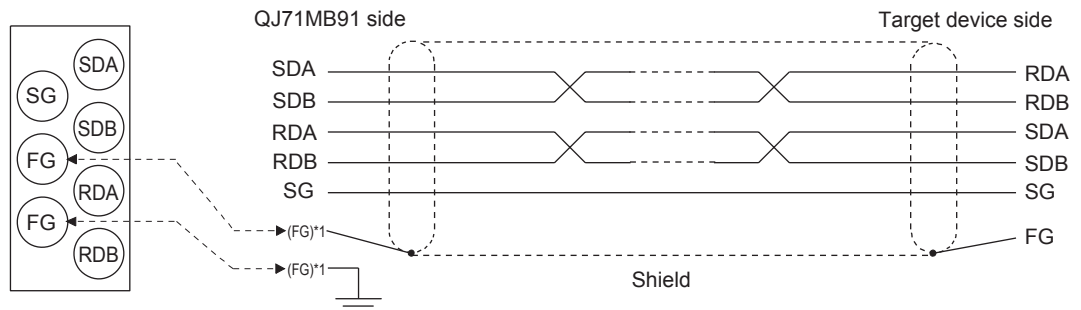 QJ71MB91 side
Target device side
SDA
SG
SDB
FG
RDA
FG
RDB
SDA RDA
SDB RDB
RDA SDA
RDB SDB
SG SG
(FG)*1 FG
(FG)*1
Shield